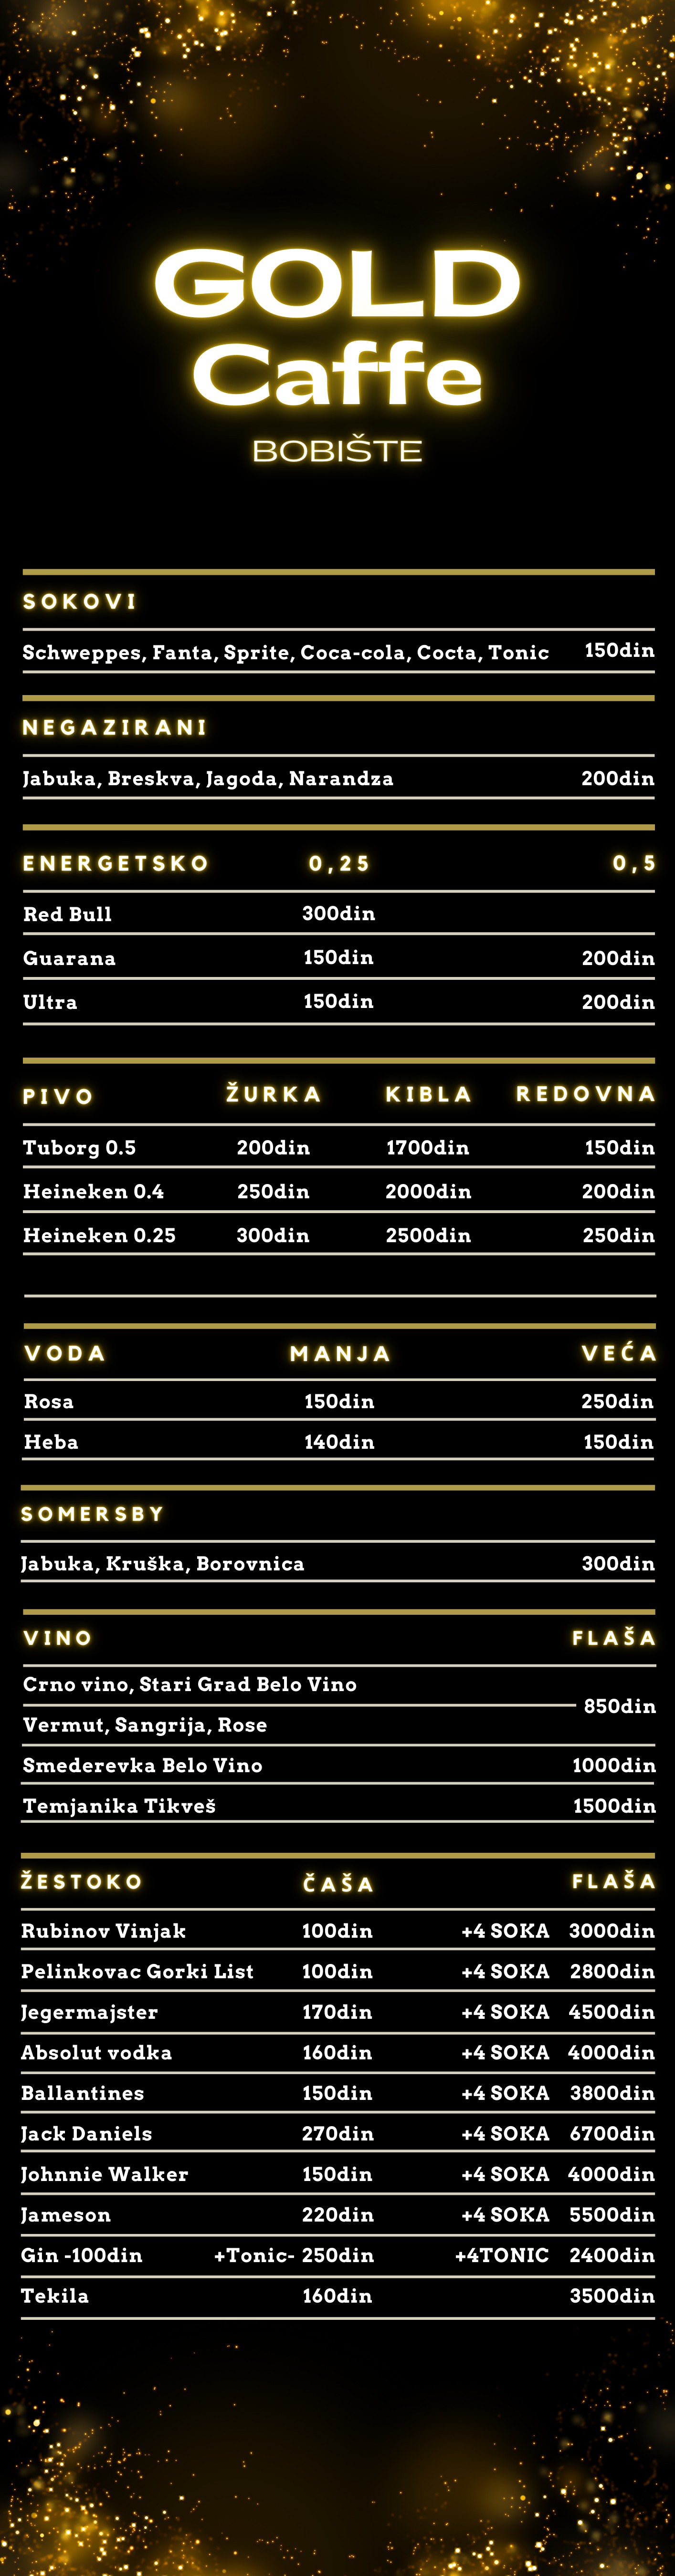 GOLD
Caffe
BOBIŠTE
SOKOVI
Schweppes, Fanta, Sprite, Coca-cola, Cocta, Tonic 150din
NEGAZIRANI
Jabuka, Breskva, Jagoda, Narandza 200din
ENERGETSKO 0,25 0,5
Red Bull 300din
Guarana 150din 200din
Ultra 150din 200din
PIVO ŽURKA KIBLA REDOVNA
Tuborg 0.5 200din 1700din 150din
Heineken 0.4 250din 2000din 200din
Heineken 0.25 300din 2500din 250din
VODA MANJA VEĆA
Rosa 150din 250din
Heba 140din 150din
SOMERSBY
Jabuka, Kruška, Borovnica 300din
VINO FLAŠA
Crno vino, Stari Grad Belo Vino
850din
Vermut, Sangrija, Rose
Smederevka Belo Vino 1000din
Temjanika Tikveš 1500din
ŽESTOKO ČAŠA FLAŠA
Rubinov Vinjak 100din +4 SOKA 3000din
Pelinkovac Gorki List 100din +4 SOKA 2800din
Jegermajster 170din +4 SOKA 4500din
Absolut vodka 160din +4 SOKA 4000din
Ballantines 150din +4 SOKA 3800din
Jack Daniels 270din +4 SOKA 6700din
Johnnie Walker 150din +4 SOKA 4000din
Jameson 220din +4 SOKA 5500din
Gin -100din +Tonic- 250din +4TONIC 2400din
Tekila 160din 3500din